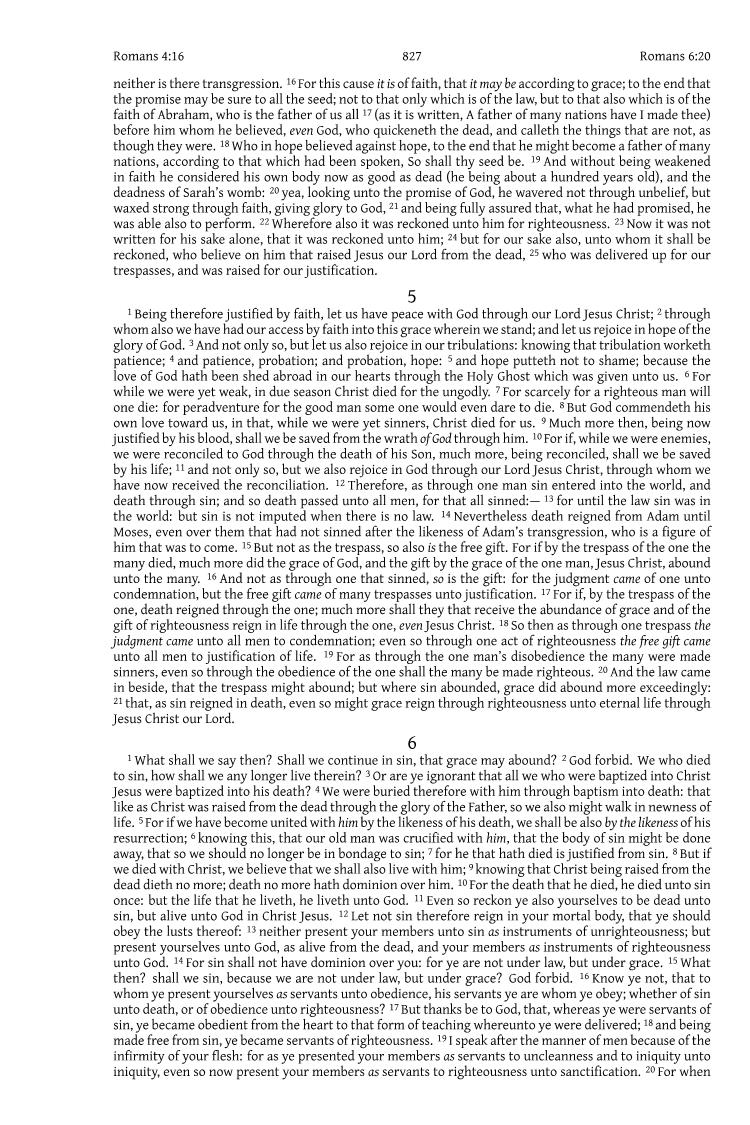 Romans 4:16 827 Romans 6:20
neither is there transgression. 16 For this cause it is of faith, that it may be according to grace; to the end that
the promise may be sure to all the seed; not to that only which is of the law, but to that also which is of the
faith of Abraham, who is the father of us all 17 (as it is written, A father of many nations have I made thee)
before him whom he believed, even God, who quickeneth the dead, and calleth the things that are not, as
though they were. 18 Who in hope believed against hope, to the end that he might become a father of many
nations, according to that which had been spoken, So shall thy seed be. 19 And without being weakened
in faith he considered his own body now as good as dead (he being about a hundred years old), and the
deadness of Sarah’s womb: 20 yea, looking unto the promise of God, he wavered not through unbelief, but
waxed strong through faith, giving glory to God, 21 and being fully assured that, what he had promised, he
was able also to perform. 22 Wherefore also it was reckoned unto him for righteousness. 23 Now it was not
written for his sake alone, that it was reckoned unto him; 24 but for our sake also, unto whom it shall be
reckoned, who believe on him that raised Jesus our Lord from the dead, 25 who was delivered up for our
trespasses, and was raised for our justification.
5
1 Being therefore justified by faith, let us have peace with God through our Lord Jesus Christ; 2 through
whom also we have had our access by faith into this grace wherein we stand; and let us rejoice in hope of the
glory of God. 3 And not only so, but let us also rejoice in our tribulations: knowing that tribulation worketh
patience; 4 and patience, probation; and probation, hope: 5 and hope putteth not to shame; because the
love of God hath been shed abroad in our hearts through the Holy Ghost which was given unto us. 6 For
while we were yet weak, in due season Christ died for the ungodly. 7 For scarcely for a righteous man will
one die: for peradventure for the good man some one would even dare to die. 8 But God commendeth his
own love toward us, in that, while we were yet sinners, Christ died for us. 9 Much more then, being now
justified by his blood, shall we be saved from the wrath of God through him. 10 For if, while we were enemies,
we were reconciled to God through the death of his Son, much more, being reconciled, shall we be saved
by his life; 11 and not only so, but we also rejoice in God through our Lord Jesus Christ, through whom we
have now received the reconciliation. 12 Therefore, as through one man sin entered into the world, and
death through sin; and so death passed unto all men, for that all sinned:— 13 for until the law sin was in
the world: but sin is not imputed when there is no law. 14 Nevertheless death reigned from Adam until
Moses, even over them that had not sinned after the likeness of Adam’s transgression, who is a figure of
him that was to come. 15 But not as the trespass, so also is the free gift. For if by the trespass of the one the
many died, much more did the grace of God, and the gift by the grace of the one man, Jesus Christ, abound
unto the many. 16 And not as through one that sinned, so is the gift: for the judgment came of one unto
condemnation, but the free gift came of many trespasses unto justification. 17 For if, by the trespass of the
one, death reigned through the one; much more shall they that receive the abundance of grace and of the
gift of righteousness reign in life through the one, even Jesus Christ. 18 So then as through one trespass the
judgment came unto all men to condemnation; even so through one act of righteousness the free gift came
unto all men to justification of life. 19 For as through the one man’s disobedience the many were made
sinners, even so through the obedience of the one shall the many be made righteous. 20 And the law came
in beside, that the trespass might abound; but where sin abounded, grace did abound more exceedingly:
21 that, as sin reigned in death, even so might grace reign through righteousness unto eternal life through
Jesus Christ our Lord.
6
1 What shall we say then? Shall we continue in sin, that grace may abound? 2 God forbid. We who died
to sin, how shall we any longer live therein? 3 Or are ye ignorant that all we who were baptized into Christ
Jesus were baptized into his death? 4 We were buried therefore with him through baptism into death: that
like as Christ was raised from the dead through the glory of the Father, so we also might walk in newness of
life. 5 For if we have become united with him by the likeness of his death, we shall be also by the likeness of his
resurrection; 6 knowing this, that our old man was crucified with him, that the body of sin might be done
away, that so we should no longer be in bondage to sin; 7 for he that hath died is justified from sin. 8 But if
we died with Christ, we believe that we shall also live with him; 9 knowing that Christ being raised from the
dead dieth no more; death no more hath dominion over him. 10 For the death that he died, he died unto sin
once: but the life that he liveth, he liveth unto God. 11 Even so reckon ye also yourselves to be dead unto
sin, but alive unto God in Christ Jesus. 12 Let not sin therefore reign in your mortal body, that ye should
obey the lusts thereof: 13 neither present your members unto sin as instruments of unrighteousness; but
present yourselves unto God, as alive from the dead, and your members as instruments of righteousness
unto God. 14 For sin shall not have dominion over you: for ye are not under law, but under grace. 15 What
then? shall we sin, because we are not under law, but under grace? God forbid. 16 Know ye not, that to
whom ye present yourselves as servants unto obedience, his servants ye are whom ye obey; whether of sin
unto death, or of obedience unto righteousness? 17 But thanks be to God, that, whereas ye were servants of
sin, ye became obedient from the heart to that form of teaching whereunto ye were delivered; 18 and being
made free from sin, ye became servants of righteousness. 19 I speak after the manner of men because of the
infirmity of your flesh: for as ye presented your members as servants to uncleanness and to iniquity unto
iniquity, even so now present your members as servants to righteousness unto sanctification. 20 For when